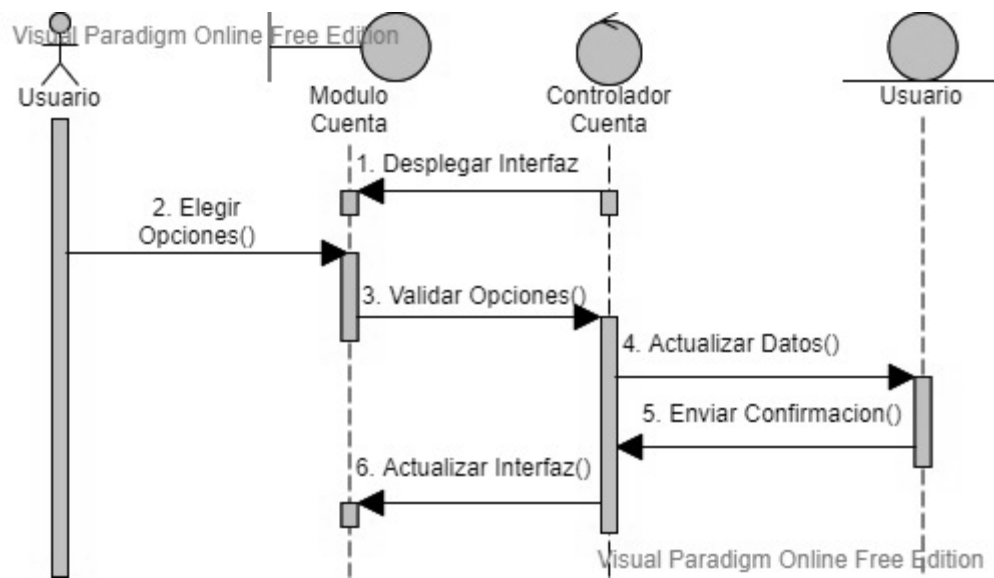 Visual Paradigm Online Free Edition
Usuario
Modulo
Cuenta
Controlador
Cuenta
Usuario
1. Desplegar Interfaz
2. Elegir
Opciones()
3. Validar Opciones()
4. Actualizar Datos()
5. Enviar Confirmacion()
6. Actualizar Interfaz()
Visual Paradigm Online Free Edition